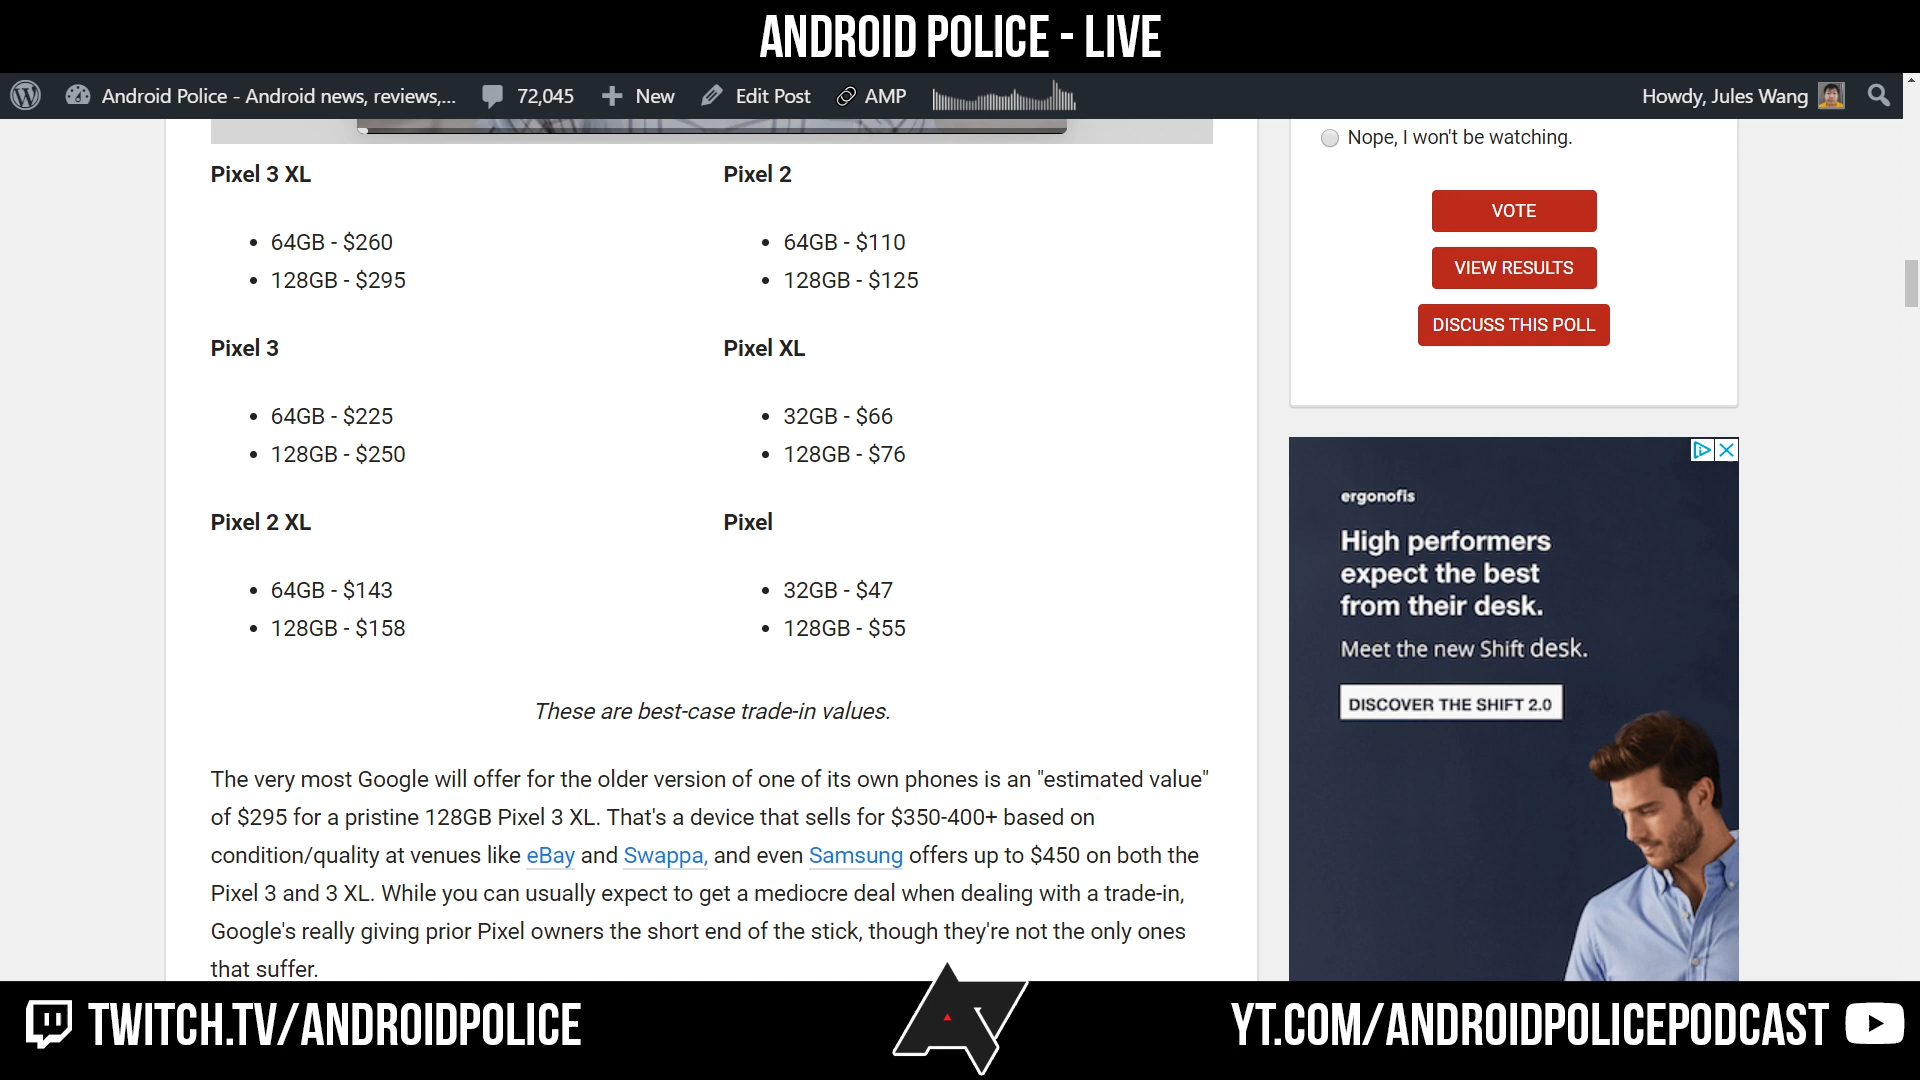 ANDROID POLICE - LIVE
Android Police - Android news, reviews,... 72,045 New Edit Post AMP Howdy, Jules Wang
Nope, I won't be watching.
VOTE
VIEW RESULTS
DISCUSS THIS POLL
Pixel 3 XL
64GB - $260
128GB - $295
Pixel 3
64GB - $225
128GB - $250
Pixel 2 XL
64GB - $143
128GB - $158
Pixel 2
64GB - $110
128GB - $125
Pixel XL
32GB - $66
128GB - $76
Pixel
32GB - $47
128GB - $55
These are best-case trade-in values.
The very most Google will offer for the older version of one of its own phones is an "estimated value"
of $295 for a pristine 128GB Pixel 3 XL. That's a device that sells for $350-400+ based on
condition/quality at venues like eBay and Swappa, and even Samsung offers up to $450 on both the
Pixel 3 and 3 XL. While you can usually expect to get a mediocre deal when dealing with a trade-in,
Google's really giving prior Pixel owners the short end of the stick, though they're not the only ones
that suffer.
ergonofis
High performers
expect the best
from their desk.
Meet the new Shift desk.
DISCOVER THE SHIFT 2.0
TWITCH.TV/ANDROIDPOLICE
YT.COM/ANDROIDPOLICEPODCAST